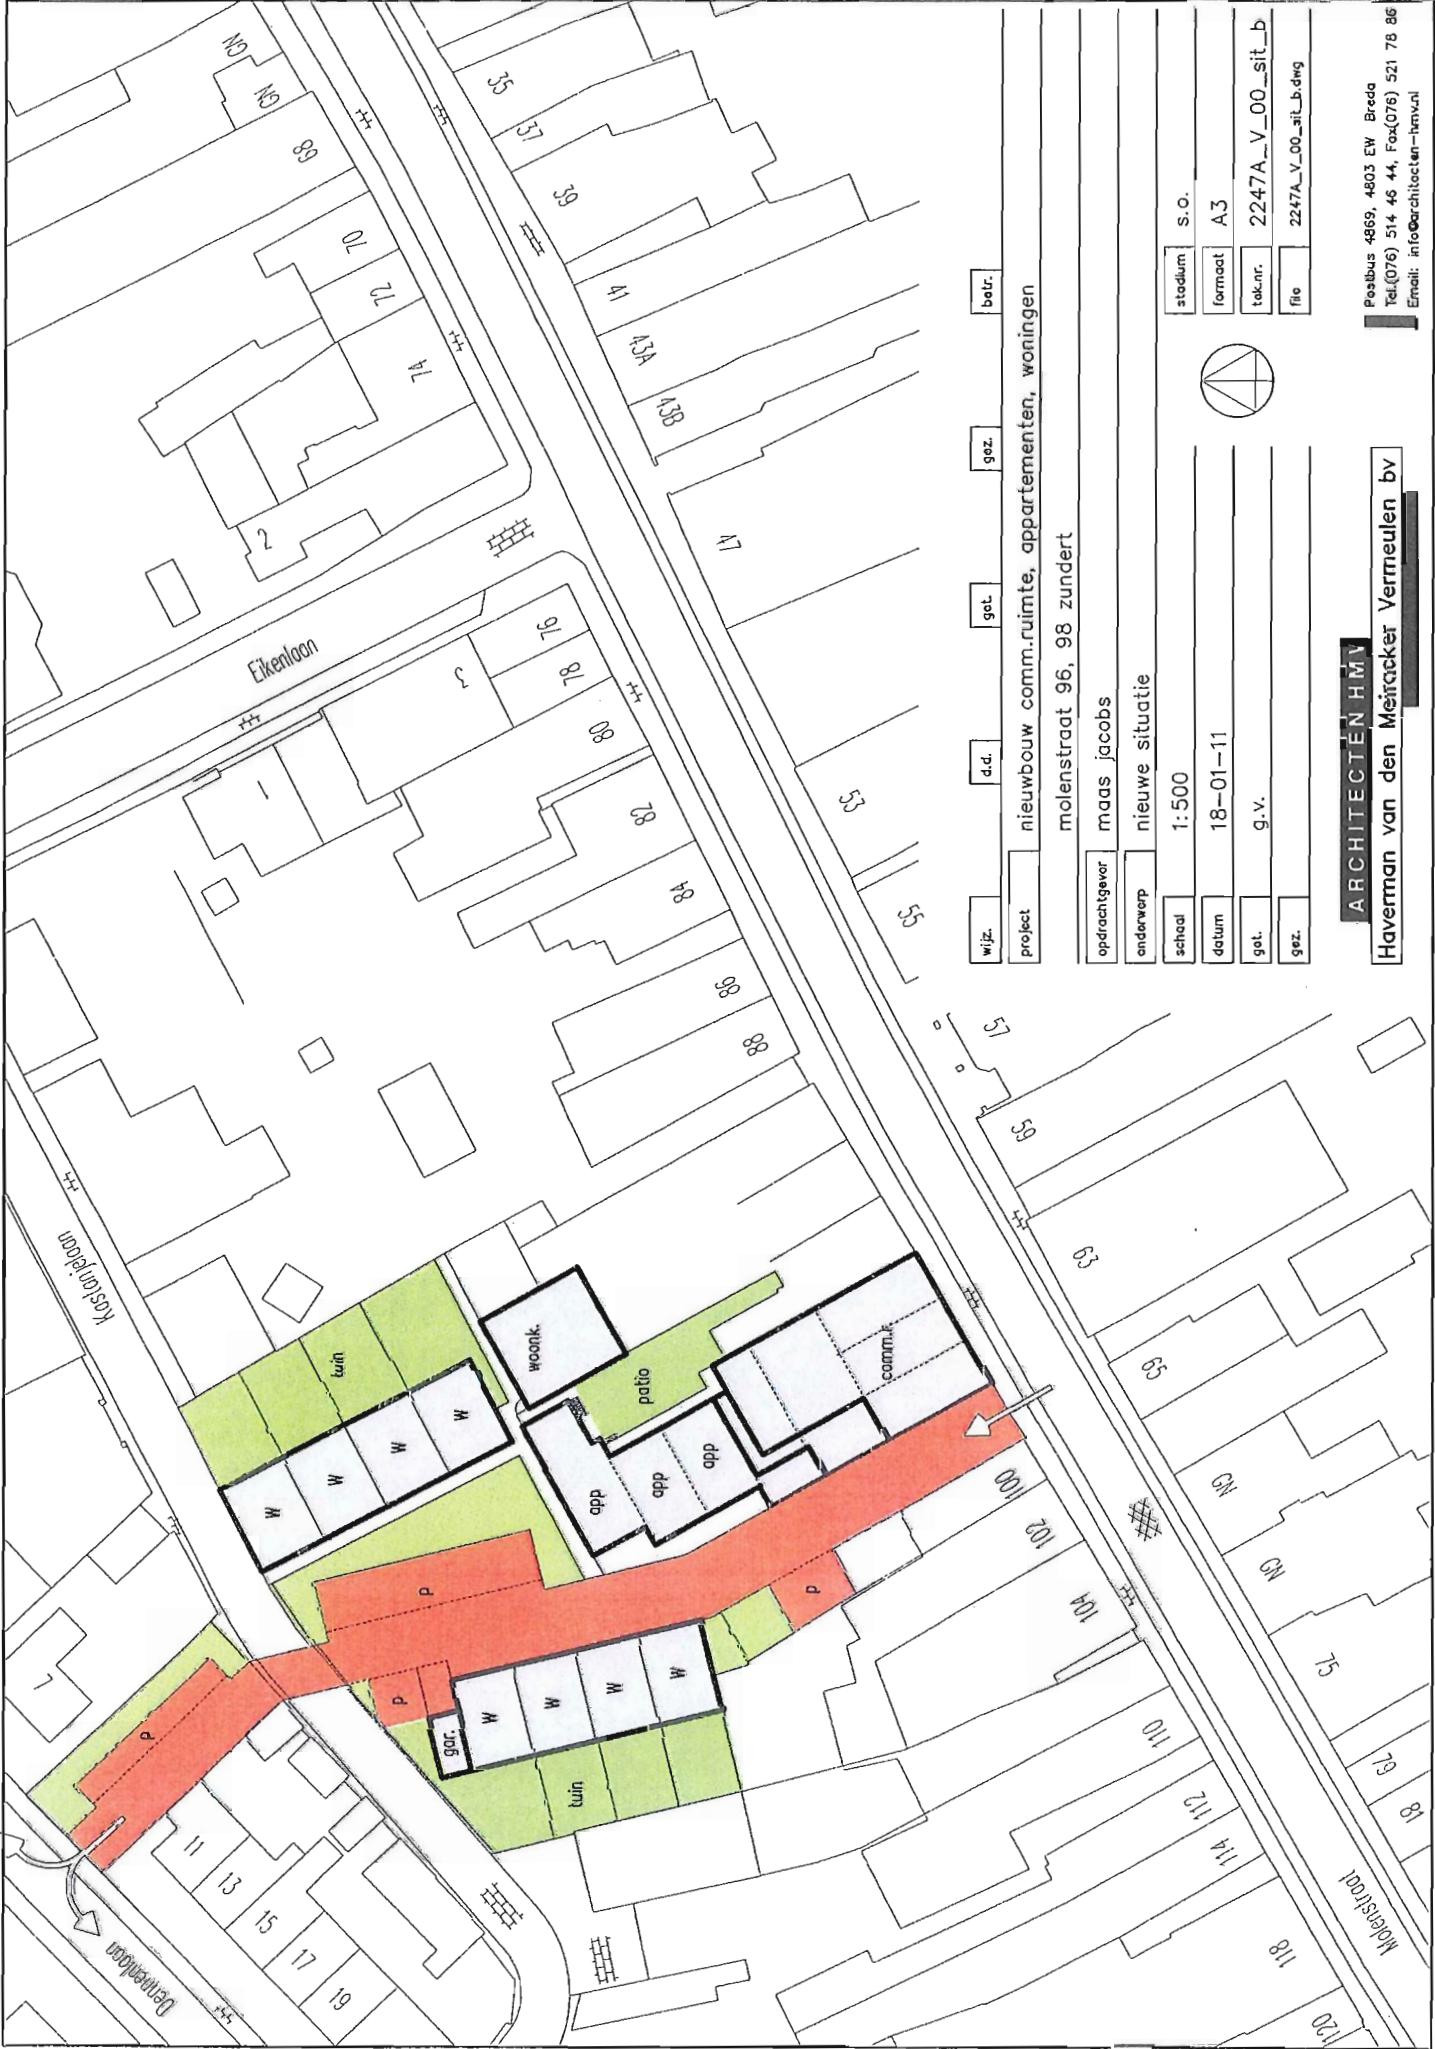 wijz.
d.d.
get.
gez.
betr.
project
nieuwbouw comm.ruimte, appartementen, woningen
molenstraat 96, 98 zundert
opdrachtgever
maas jacobs
onderwerp
nieuwe situatie
schaal
1:500
stadium
s.o.
datum
18-01-11
formaat
A3
get.
g.v.
tek.nr.
2247A_V_00_sit_b
gez.
file
2247A_V_00_sit_b.dwg
ARCHITECTEN HMV
Haverman van den Meiracker Vermeulen bv
Postbus 4869, 4803 EW Breda
Tel.(076) 514 46 44, Fax(076) 521 78 86
Email: info@architecten-hmv.nl
Dennenlaan
Kastanjelaan
Eikenlaan
Molenstraat
GN
GN
68
70
72
74
2
35
37
39
41
43A
43B
47
53
55
57
59
63
65
GN
GN
75
79
81
1
3
76
78
80
82
84
86
88
100
102
104
110
112
114
118
120
7
11
13
15
17
19
tuin
w
w
w
w
woonk.
patio
app
app
app
comm.r.
p
p
p
p
gar.
w
w
w
w
tuin